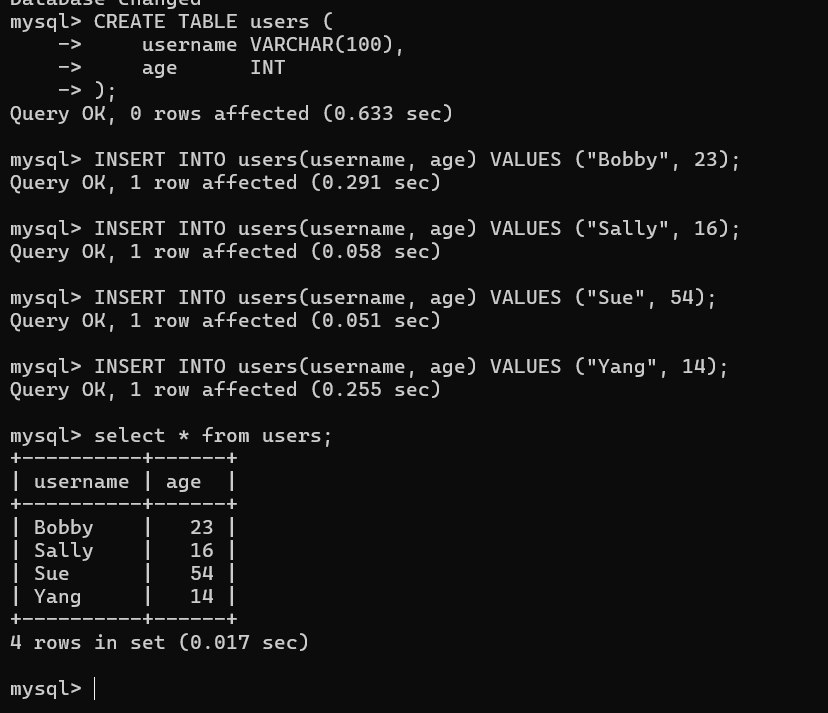 Database changed
mysql> CREATE TABLE users (
    ->     username VARCHAR(100),
    ->     age      INT
    -> );
Query OK, 0 rows affected (0.633 sec)

mysql> INSERT INTO users(username, age) VALUES ("Bobby", 23);
Query OK, 1 row affected (0.291 sec)

mysql> INSERT INTO users(username, age) VALUES ("Sally", 16);
Query OK, 1 row affected (0.058 sec)

mysql> INSERT INTO users(username, age) VALUES ("Sue", 54);
Query OK, 1 row affected (0.051 sec)

mysql> INSERT INTO users(username, age) VALUES ("Yang", 14);
Query OK, 1 row affected (0.255 sec)

mysql> select * from users;
+----------+------+
| username | age  |
+----------+------+
| Bobby    |   23 |
| Sally    |   16 |
| Sue      |   54 |
| Yang     |   14 |
+----------+------+
4 rows in set (0.017 sec)

mysql>